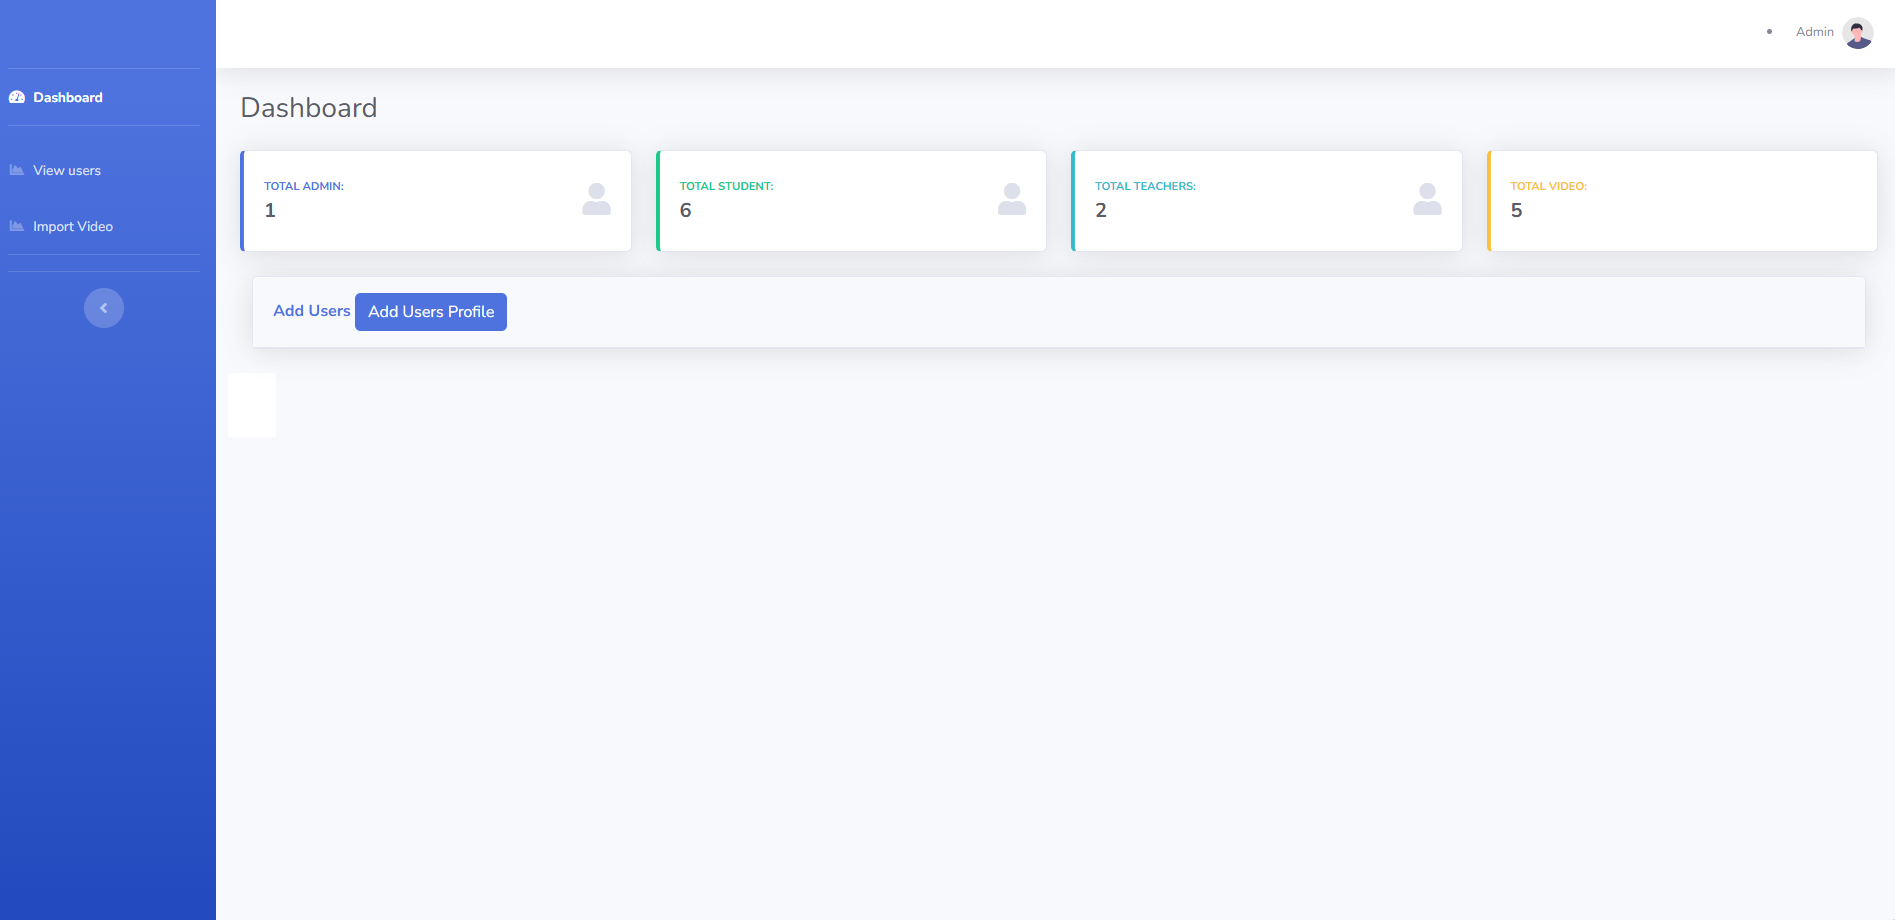 Admin
Dashboard
View users
Import Video
Dashboard
TOTAL ADMIN:
1
TOTAL STUDENT:
6
TOTAL TEACHERS:
2
TOTAL VIDEO:
5
Add Users Add Users Profile